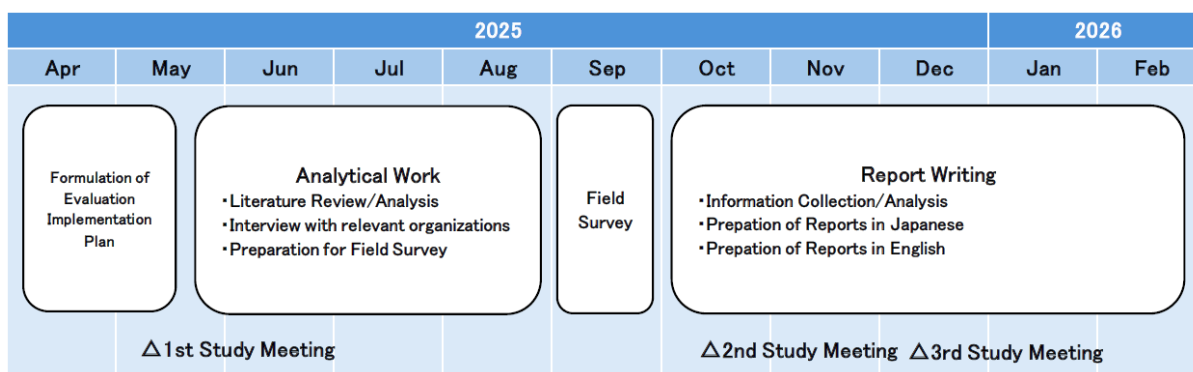 2025 2026
Apr May Jun Jul Aug Sep Oct Nov Dec Jan Feb
Formulation of
Evaluation
Implementation
Plan
Analytical Work
・Literature Review/Analysis
・Interview with relevant organizations
・Preparation for Field Survey
Field
Survey
Report Writing
・Information Collection/Analysis
・Prepation of Reports in Japanese
・Prepation of Reports in English
△1st Study Meeting
△2nd Study Meeting △3rd Study Meeting